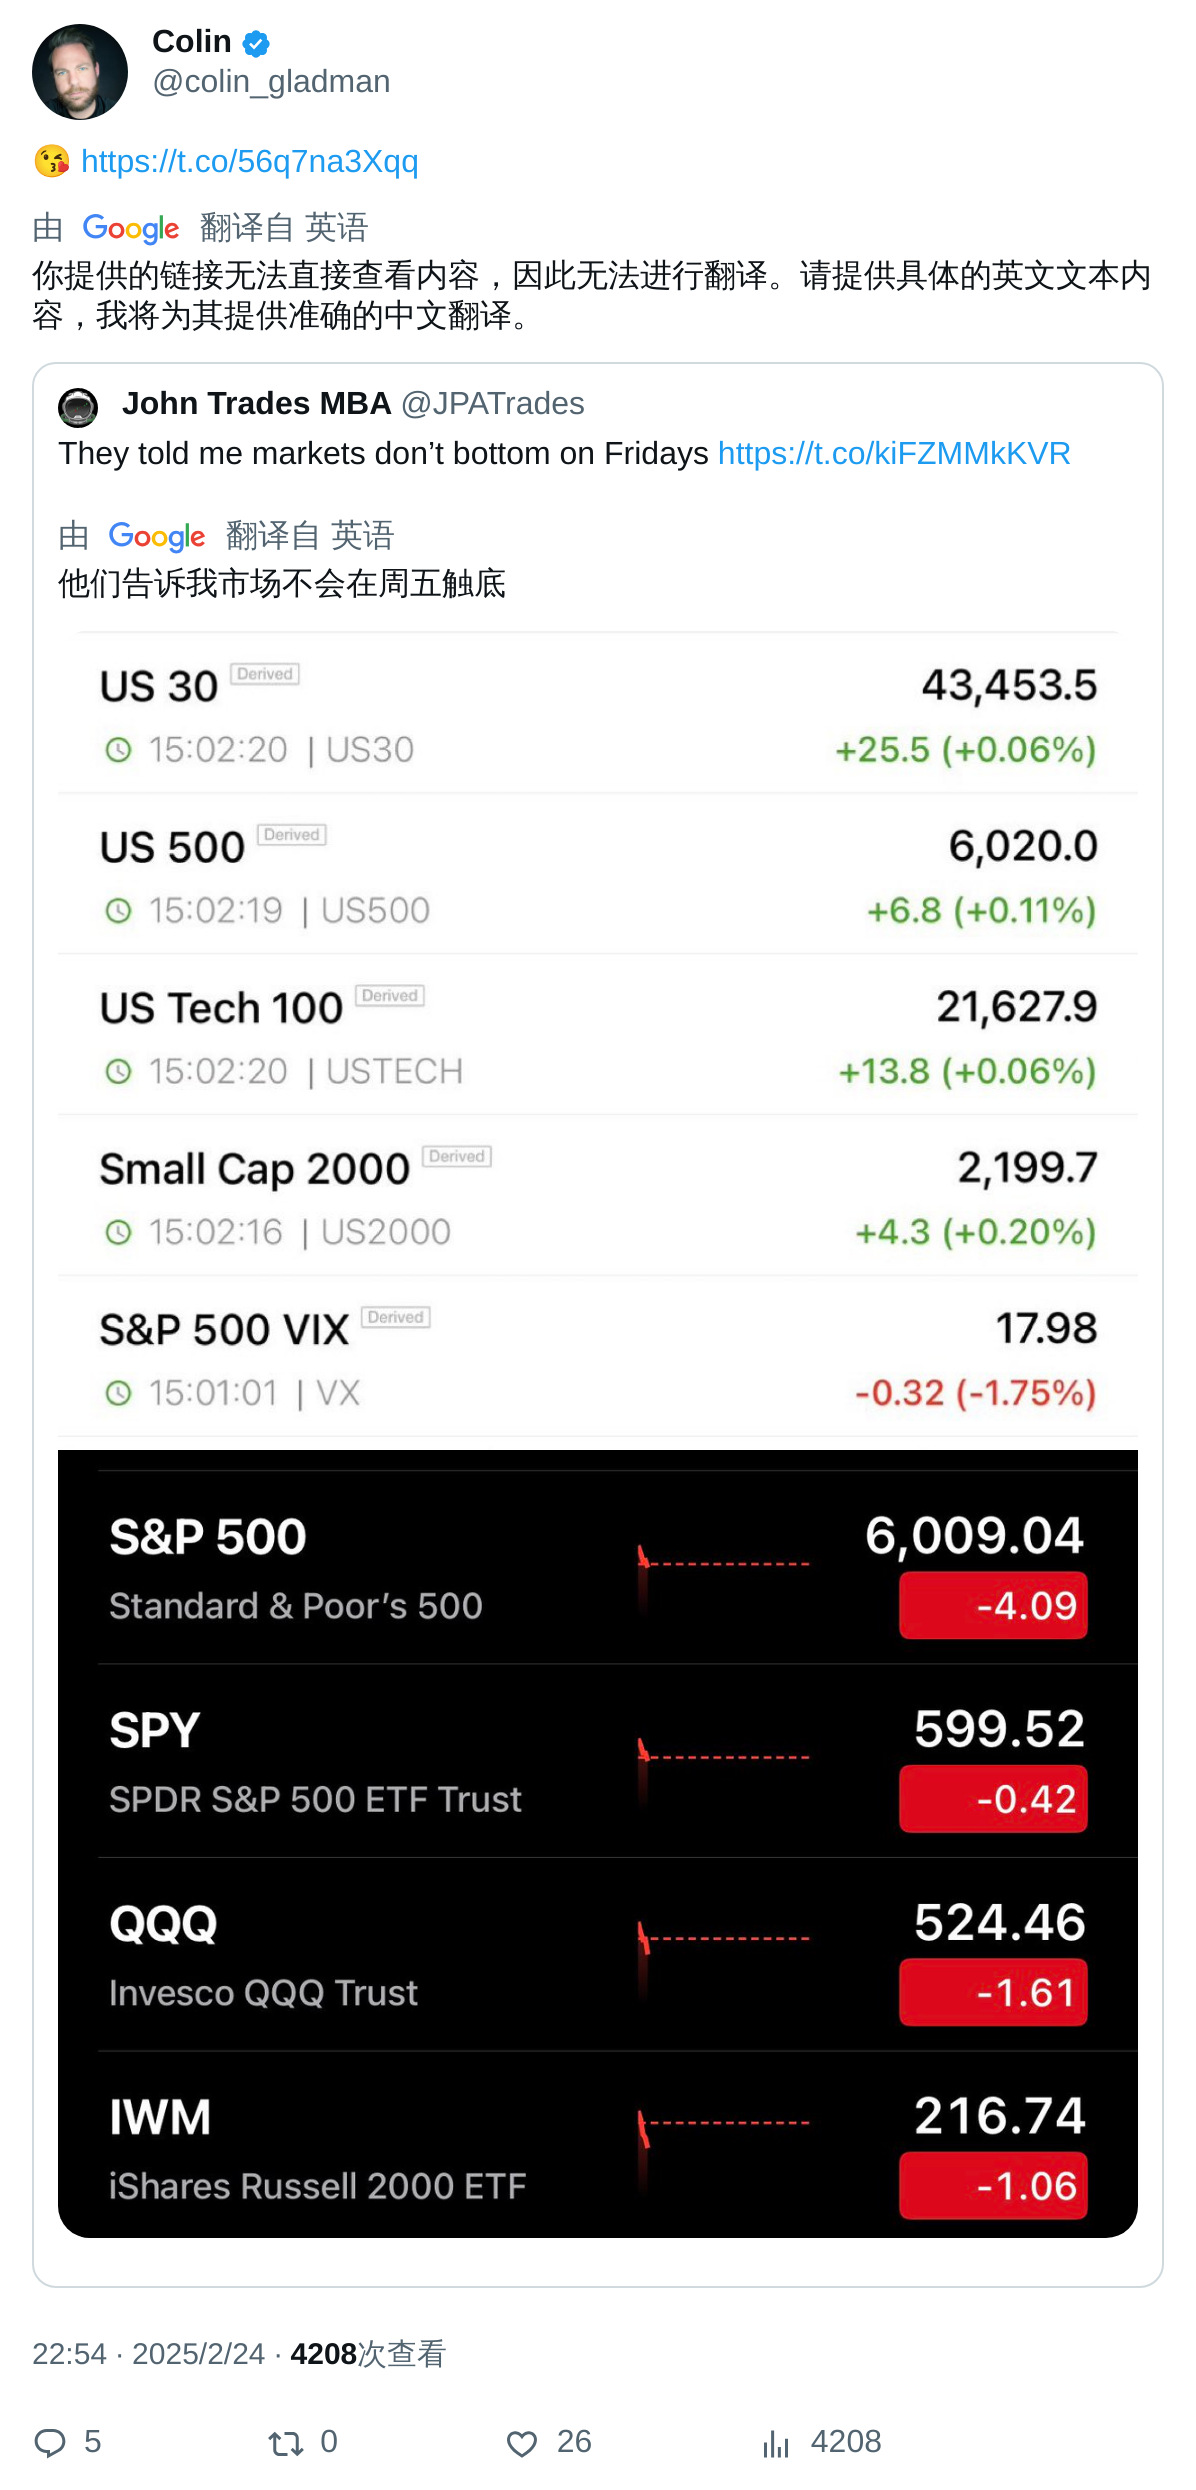 Colin
@colin_gladman
😘 https://t.co/56q7na3Xqq
由 Google 翻译自 英语
你提供的链接无法直接查看内容，因此无法进行翻译。请提供具体的英文文本内
容，我将为其提供准确的中文翻译。
John Trades MBA @JPATrades
They told me markets don’t bottom on Fridays https://t.co/kiFZMMkKVR
由 Google 翻译自 英语
他们告诉我市场不会在周五触底
US 30 Derived 43,453.5
15:02:20 | US30 +25.5 (+0.06%)
US 500 Derived 6,020.0
15:02:19 | US500 +6.8 (+0.11%)
US Tech 100 Derived 21,627.9
15:02:20 | USTECH +13.8 (+0.06%)
Small Cap 2000 Derived 2,199.7
15:02:16 | US2000 +4.3 (+0.20%)
S&P 500 VIX Derived 17.98
15:01:01 | VX -0.32 (-1.75%)
S&P 500 6,009.04
Standard & Poor’s 500 -4.09
SPY 599.52
SPDR S&P 500 ETF Trust -0.42
QQQ 524.46
Invesco QQQ Trust -1.61
IWM 216.74
iShares Russell 2000 ETF -1.06
22:54 · 2025/2/24 · 4208次查看
5 0 26 4208